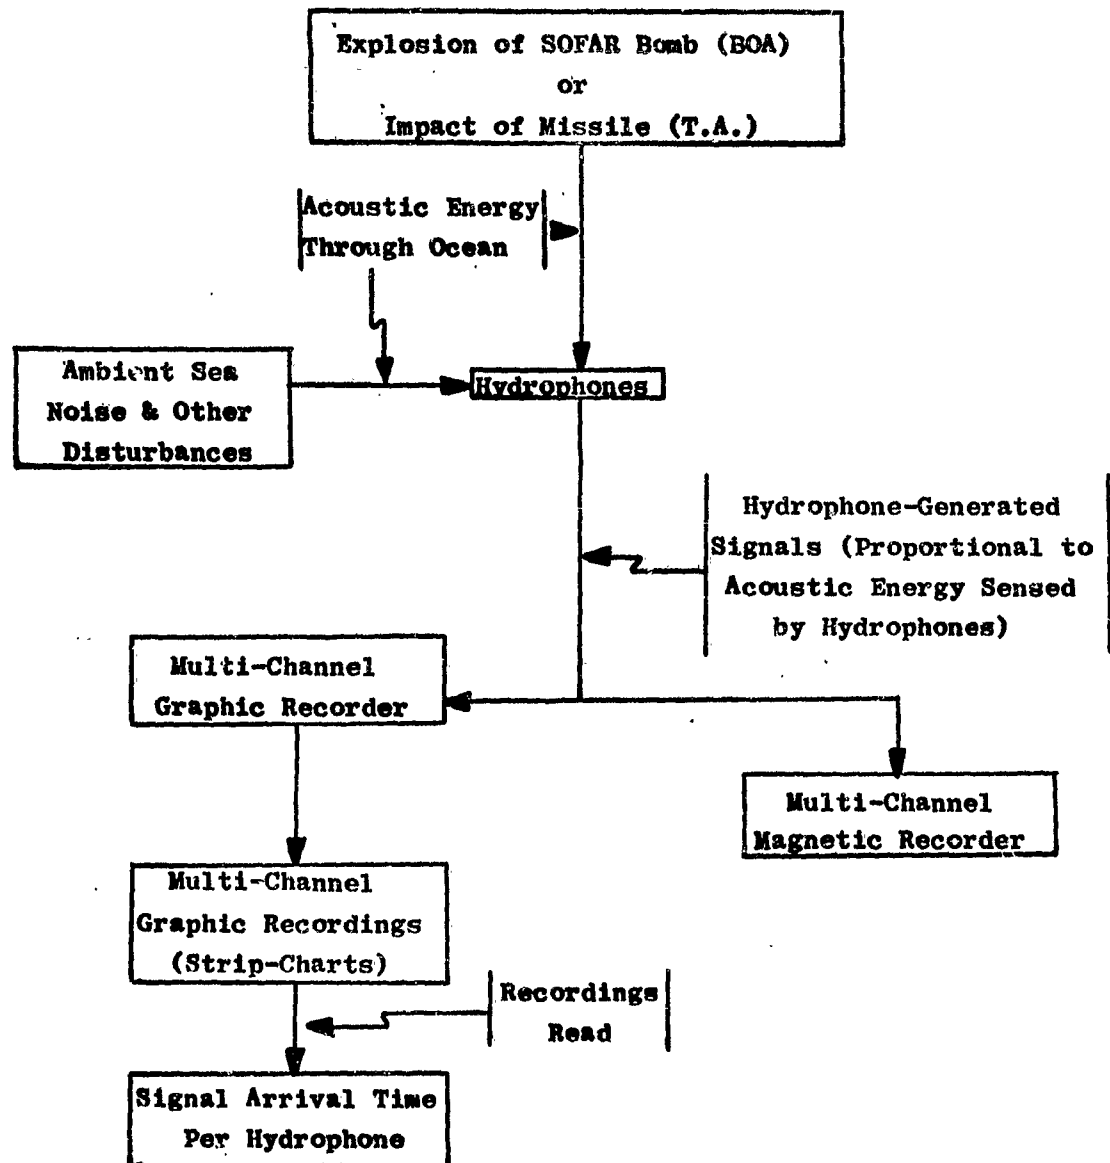 Explosion of SOFAR Bomb (BOA)
or
Impact of Missile (T.A.)
Acoustic Energy
Through Ocean
Ambient Sea
Noise & Other
Disturbances
Hydrophones
Hydrophone-Generated
Signals (Proportional to
Acoustic Energy Sensed
by Hydrophones)
Multi-Channel
Graphic Recorder
Multi-Channel
Magnetic Recorder
Multi-Channel
Graphic Recordings
(Strip-Charts)
Recordings
Read
Signal Arrival Time
Per Hydrophone